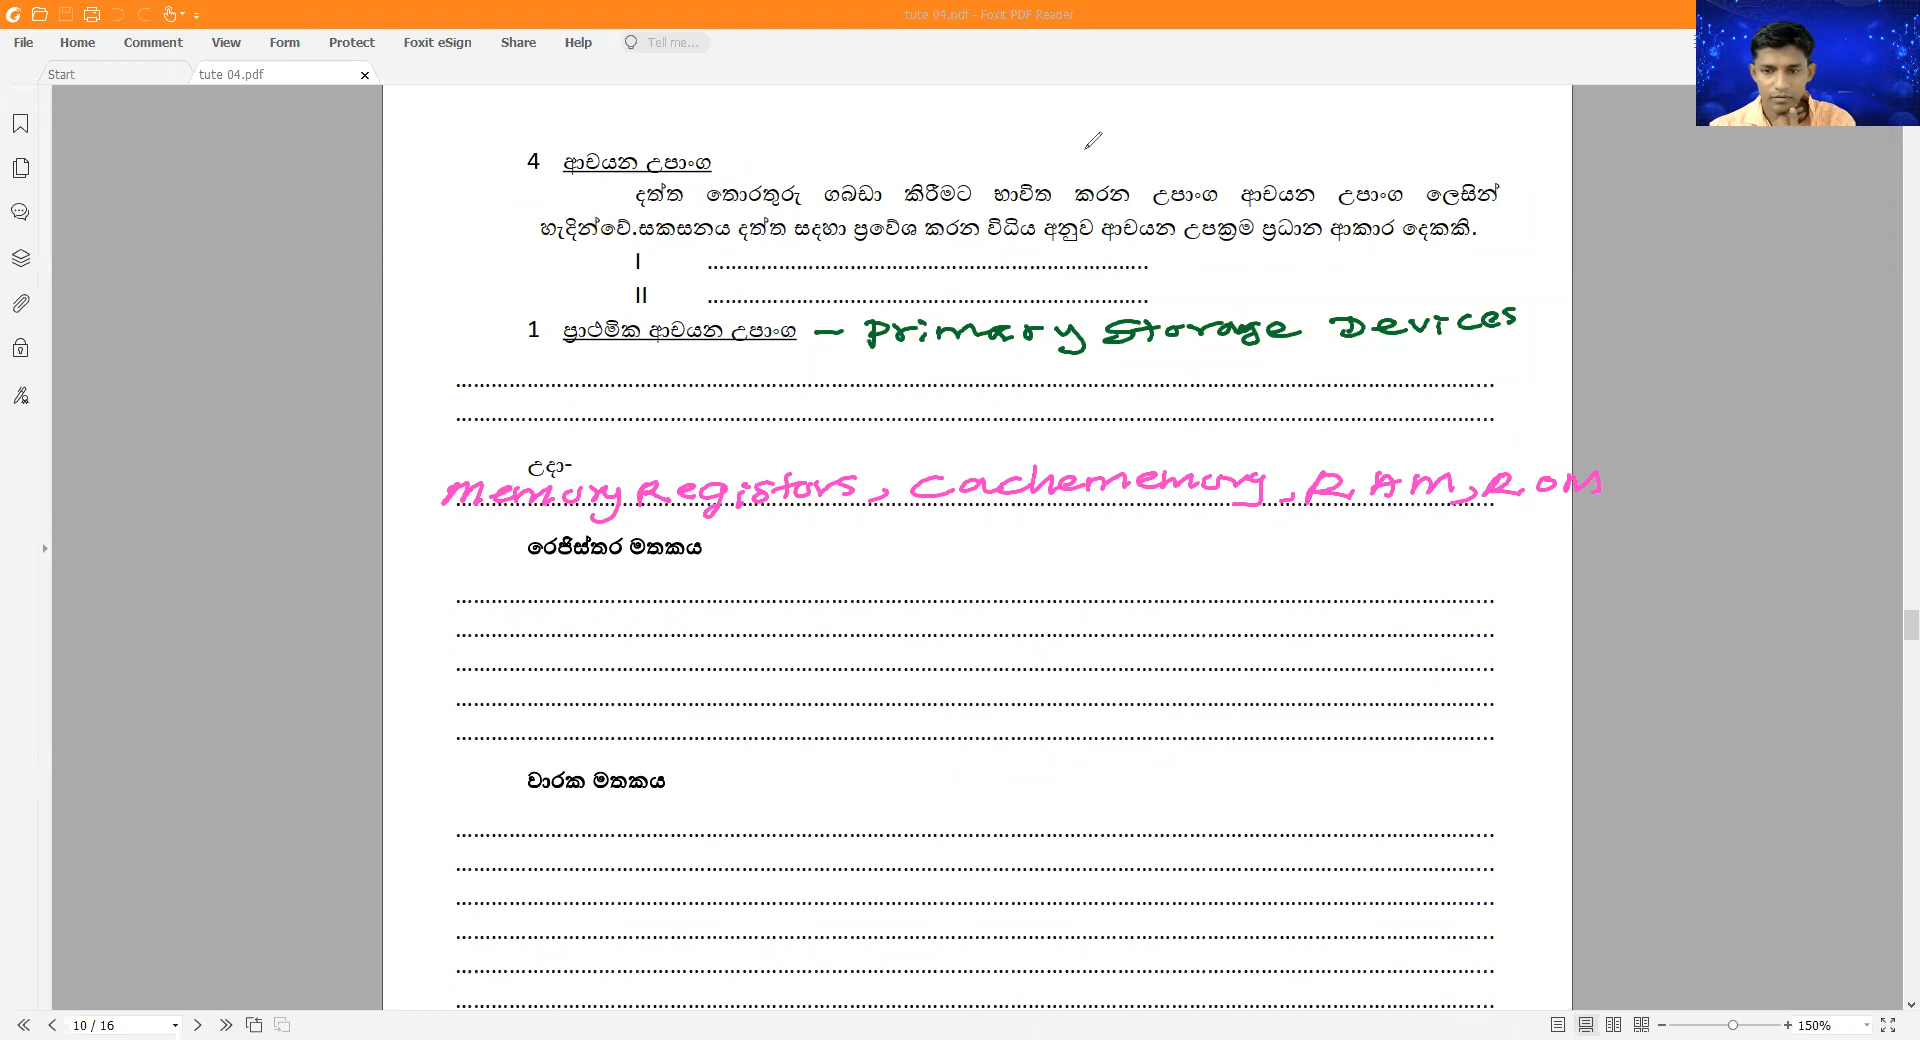 tute 04.pdf - Foxit PDF Reader
File Home Comment View Form Protect Foxit eSign Share Help Tell me...
Start tute 04.pdf
4 ආචයන උපාංග
දත්ත තොරතුරු ගබඩා කිරීමට භාවිත කරන උපාංග ආචයන උපාංග ලෙසින්
හැදින්වේ.සකසනය දත්ත සදහා ප්‍රවේශ කරන විධිය අනුව ආචයන උපක්‍රම ප්‍රධාන ආකාර දෙකකි.
I ................................................................
II ................................................................
1 ප්‍රාථමික ආචයන උපාංග – Primary Storage Devices
උදා-
Memory Registors, Cachememory, RAM, ROM
රෙජිස්තර මතකය
වාරක මතකය
10 / 16
150%